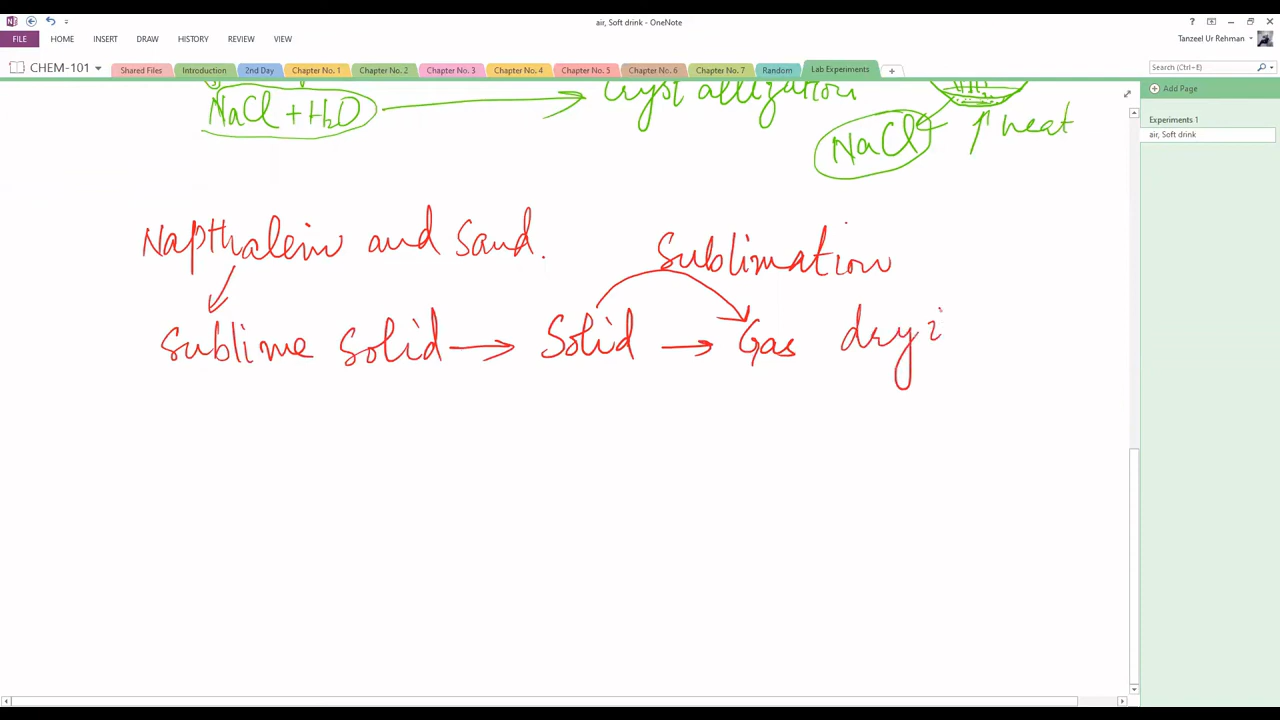 air, Soft drink - OneNote
FILE HOME INSERT DRAW HISTORY REVIEW VIEW
Tanzeel Ur Rehman
CHEM-101
Shared Files Introduction 2nd Day Chapter No. 1 Chapter No. 2 Chapter No. 3 Chapter No. 4 Chapter No. 5 Chapter No. 6 Chapter No. 7 Random Lab Experiments
Search (Ctrl+E)
Add Page
Experiments 1
air, Soft drink
NaCl + H2O → Crystallization
NaCl ↑ heat
Napthalein and Sand.
Sublimation
Sublime Solid → Solid → Gas dry i